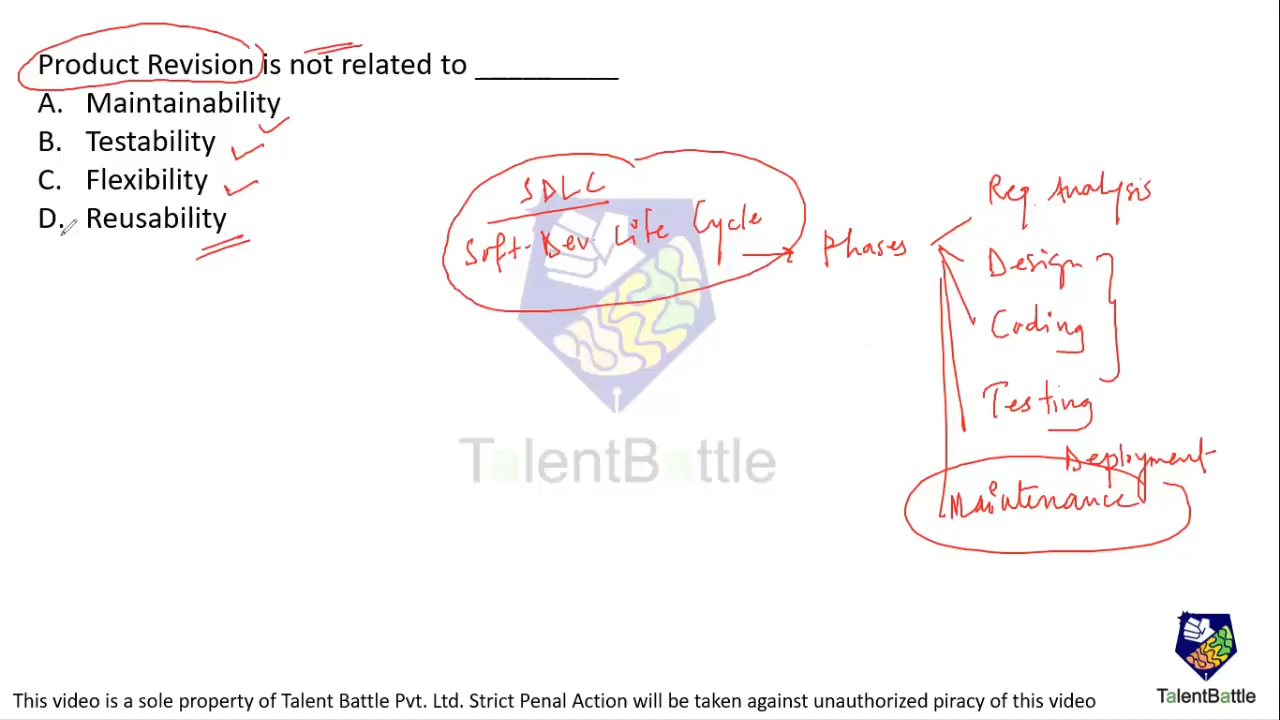 Product Revision is not related to __________
A. Maintainability
B. Testability
C. Flexibility
D. Reusability
SDLC
Soft. Dev. Life Cycle
Phases
Req. Analysis
Design
Coding
Testing
Deployment
Maintenance
TalentBattle
TalentBattle
This video is a sole property of Talent Battle Pvt. Ltd. Strict Penal Action will be taken against unauthorized piracy of this video